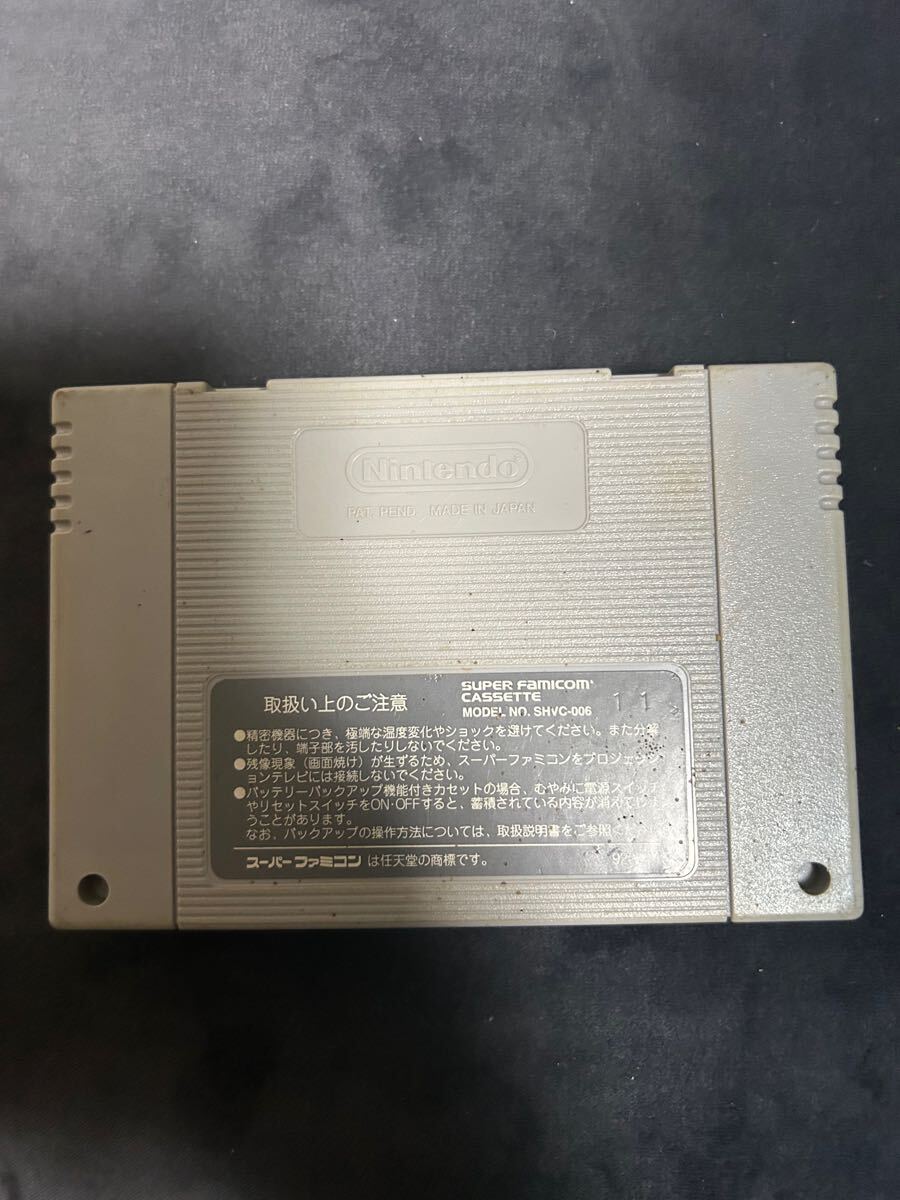 Nintendo®
PAT. PEND. MADE IN JAPAN
取扱い上のご注意
SUPER FAMICOM®
CASSETTE
MODEL NO. SHVC-006
11
●精密機器につき、極端な温度変化やショックを避けてください。また分解
したり、端子部を汚したりしないでください。
●残像現象（画面焼け）が生ずるため、スーパーファミコンをプロジェクシ
ョンテレビには接続しないでください。
●バッテリーバックアップ機能付きカセットの場合、むやみに電源スイッチ
やリセットスイッチをON・OFFすると、蓄積されている内容が消えてしまう
うことがあります。
なお、バックアップの操作方法については、取扱説明書をご参照く
スーパーファミコン は任天堂の商標です。